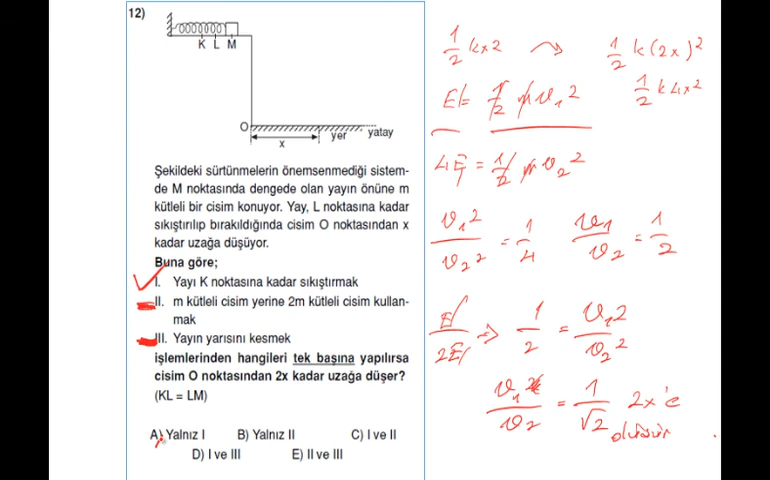 12)
K L M
O
x
yer
yatay
Şekildeki sürtünmelerin önemsenmediği sistem-
de M noktasında dengede olan yayın önüne m
kütleli bir cisim konuyor. Yay, L noktasına kadar
sıkıştırılıp bırakıldığında cisim O noktasından x
kadar uzağa düşüyor.
Buna göre;
I. Yayı K noktasına kadar sıkıştırmak
II. m kütleli cisim yerine 2m kütleli cisim kullan-
mak
III. Yayın yarısını kesmek
işlemlerinden hangileri tek başına yapılırsa
cisim O noktasından 2x kadar uzağa düşer?
(KL = LM)
A) Yalnız I B) Yalnız II C) I ve II
D) I ve III E) II ve III
1/2 kx2 → 1/2 k(2x)²
1/2 k4x²
E = 1/2 m v₁²
4E = 1/2 m v₂²
v₁²/v₂² = 1/4 v₁/v₂ = 1/2
E/2E → 1/2 = v₁2/v₂²
v₁/v₂ = 1/√2 2x'e